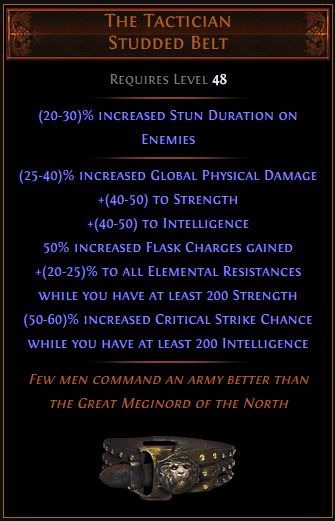 The Tactician
Studded Belt
Requires Level 48
(20-30)% increased Stun Duration on
Enemies
(25-40)% increased Global Physical Damage
+(40-50) to Strength
+(40-50) to Intelligence
50% increased Flask Charges gained
+(20-25)% to all Elemental Resistances
while you have at least 200 Strength
(50-60)% increased Critical Strike Chance
while you have at least 200 Intelligence
Few men command an army better than
the Great Meginord of the North